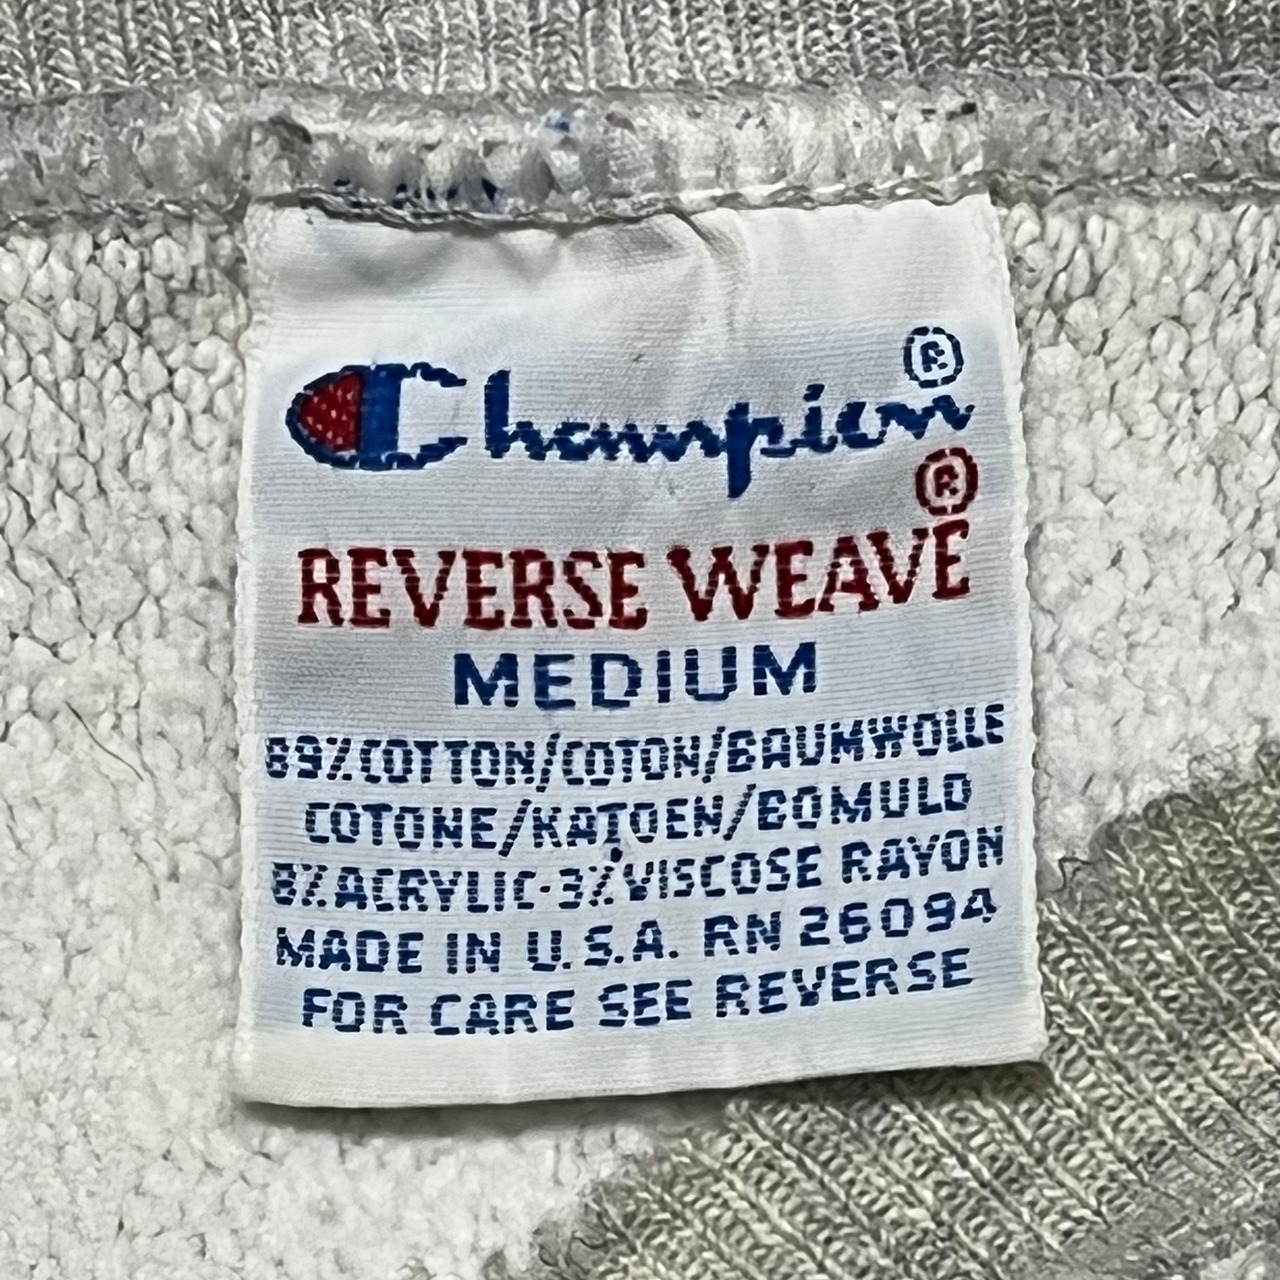 Champion®
REVERSE WEAVE®
MEDIUM
89% COTTON/COTON/BAUMWOLLE
COTONE/KATOEN/BOMULD
8% ACRYLIC-3% VISCOSE RAYON
MADE IN U.S.A. RN 26094
FOR CARE SEE REVERSE